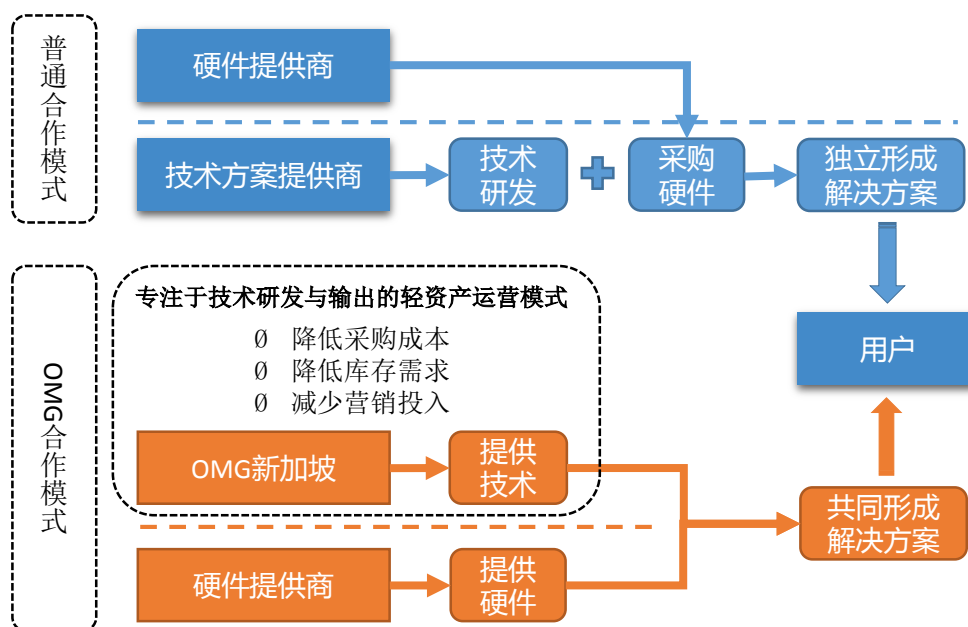 普通合作模式
硬件提供商
技术方案提供商
技术
研发
采购
硬件
独立形成
解决方案
用户
OMG合作模式
专注于技术研发与输出的轻资产运营模式
Ø 降低采购成本
Ø 降低库存需求
Ø 减少营销投入
OMG新加坡
提供
技术
硬件提供商
提供
硬件
共同形成
解决方案